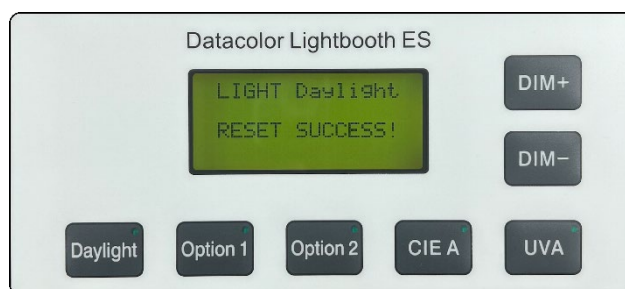 Datacolor Lightbooth ES
LIGHT Daylight
RESET SUCCESS!
DIM+
DIM−
Daylight
Option 1
Option 2
CIE A
UVA